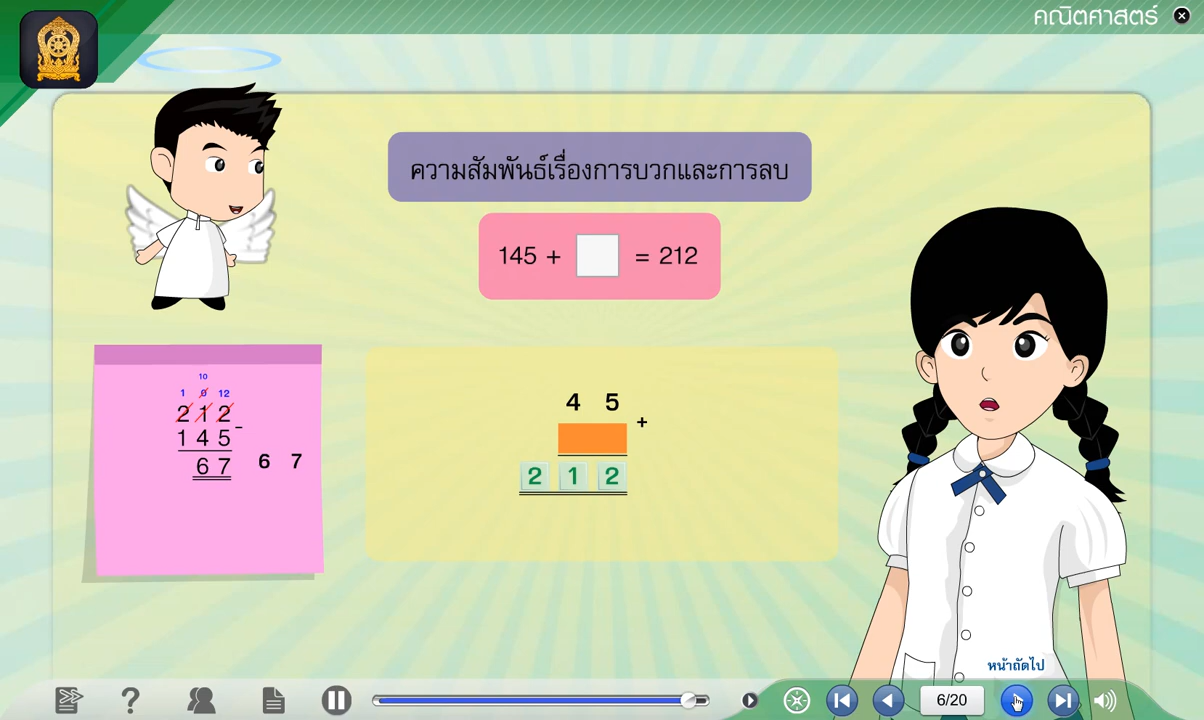 คณิตศาสตร์
ความสัมพันธ์เรื่องการบวกและการลบ
145 + = 212
10
1 0 12
2 1 2
-
1 4 5
6 7
6 7
4 5
+
2 1 2
หน้าถัดไป
?
6/20